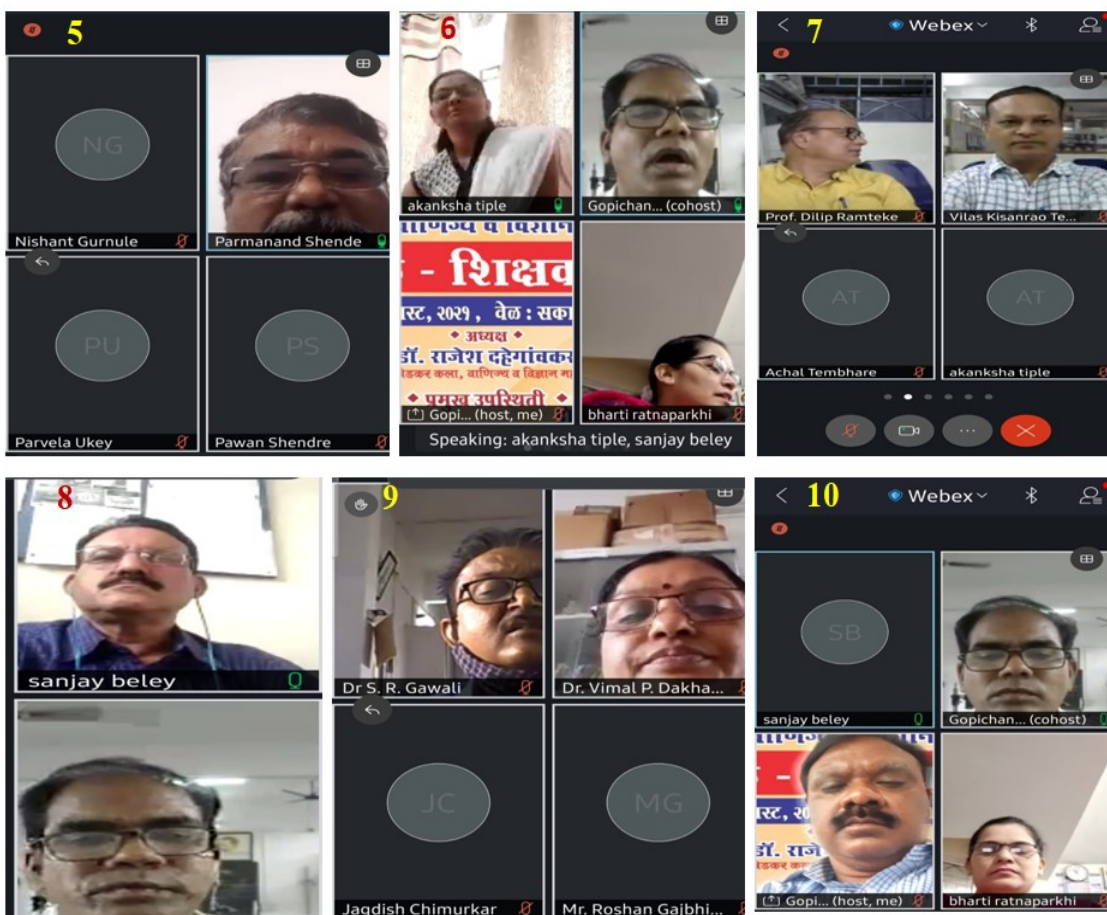 5
NG
Nishant Gurnule
Parmanand Shende
PU
PS
Parvela Ukey
Pawan Shendre
6
akanksha tiple
Gopichan... (cohost)
- शिक्षक
२०२१, वेळ : सका
अध्यक्ष
डॉ. राजेश दहेगांवकर
कला, वाणिज्य व विज्ञान
प्रमुख उपस्थिती
Gopi... (host, me)
bharti ratnaparkhi
Speaking: akanksha tiple, sanjay beley
7
Webex
Prof. Dilip Ramteke
Vilas Kisanrao Te...
AT
AT
Achal Tembhare
akanksha tiple
8
sanjay beley
9
Dr S. R. Gawali
Dr. Vimal P. Dakha...
JC
MG
Jagdish Chimurkar
Mr. Roshan Gajbhi...
10
Webex
SB
sanjay beley
Gopichan... (cohost)
Gopi... (host, me)
bharti ratnaparkhi